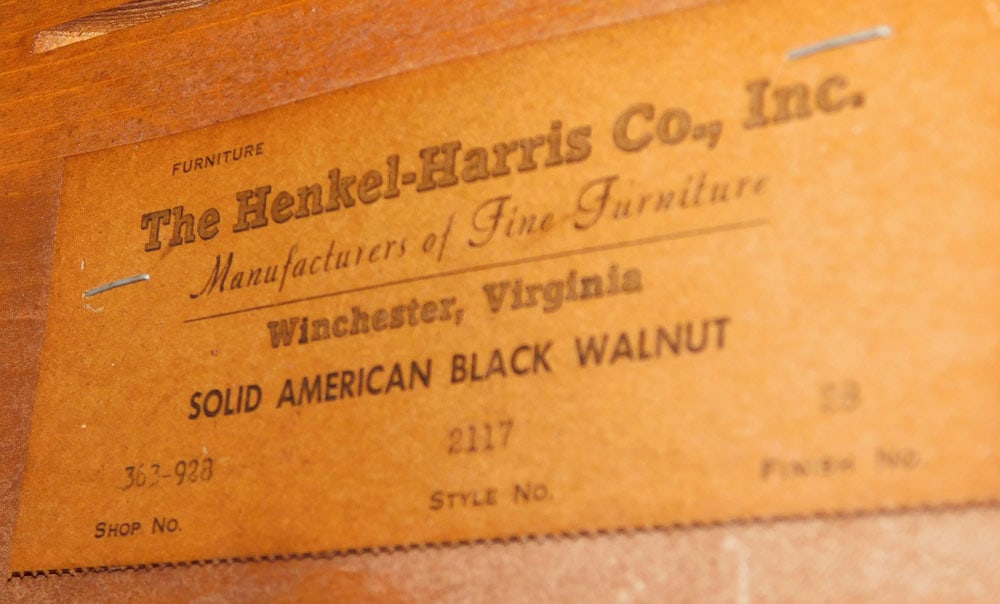 FURNITURE
The Henkel-Harris Co., Inc.
Manufacturers of Fine Furniture
Winchester, Virginia
SOLID AMERICAN BLACK WALNUT
363-928 2117
SHOP NO. STYLE NO. FINISH NO.